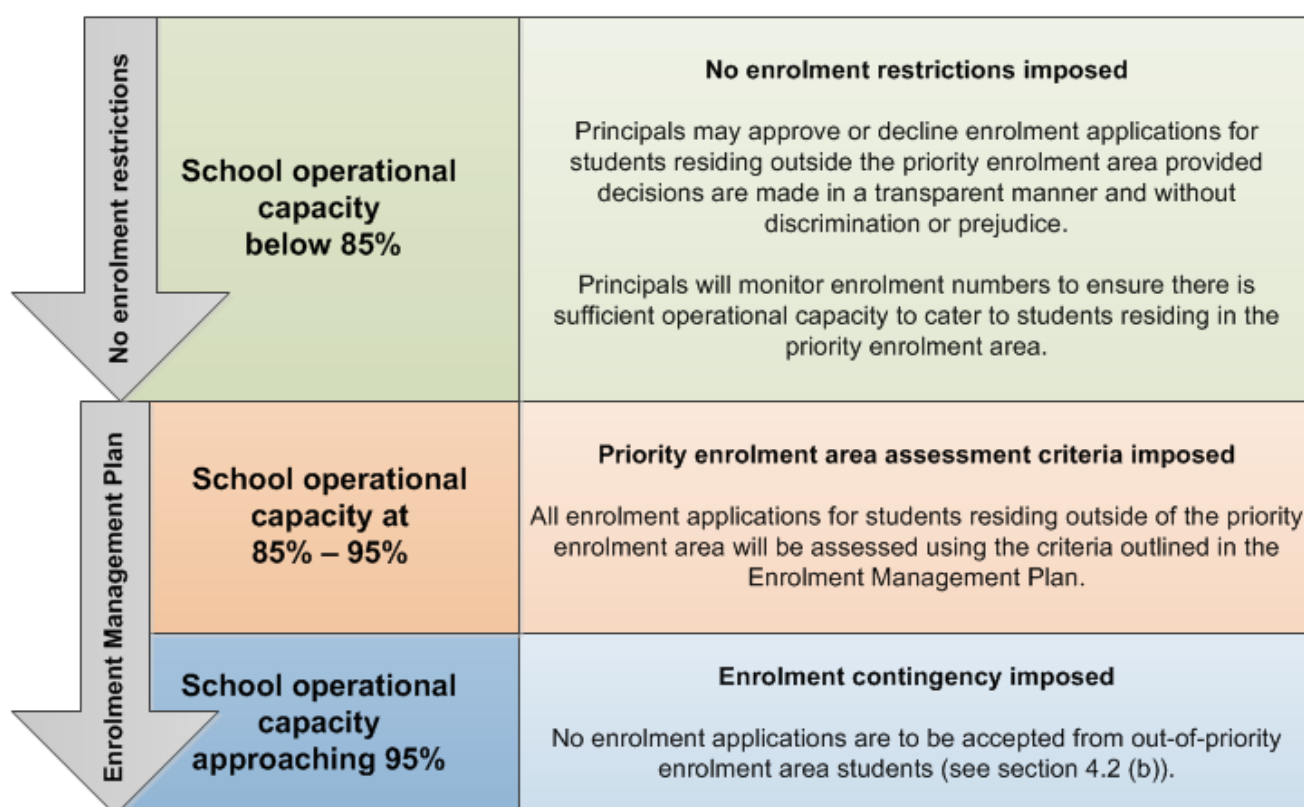 No enrolment restrictions
School operational
capacity
below 85%
No enrolment restrictions imposed
Principals may approve or decline enrolment applications for
students residing outside the priority enrolment area provided
decisions are made in a transparent manner and without
discrimination or prejudice.
Principals will monitor enrolment numbers to ensure there is
sufficient operational capacity to cater to students residing in the
priority enrolment area.
Enrolment Management Plan
School operational
capacity at
85% – 95%
Priority enrolment area assessment criteria imposed
All enrolment applications for students residing outside of the priority
enrolment area will be assessed using the criteria outlined in the
Enrolment Management Plan.
School operational
capacity
approaching 95%
Enrolment contingency imposed
No enrolment applications are to be accepted from out-of-priority
enrolment area students (see section 4.2 (b)).